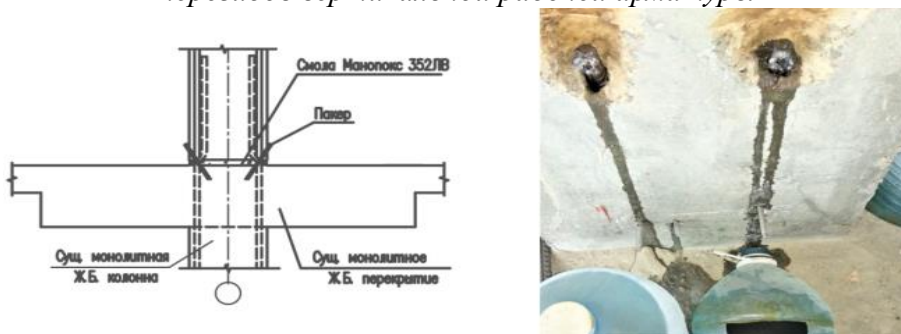 Смола Манопокс 352ЛВ
Пакер
Сущ. монолитная
Ж.Б. колонна
Сущ. монолитное
Ж.Б. перекрытие